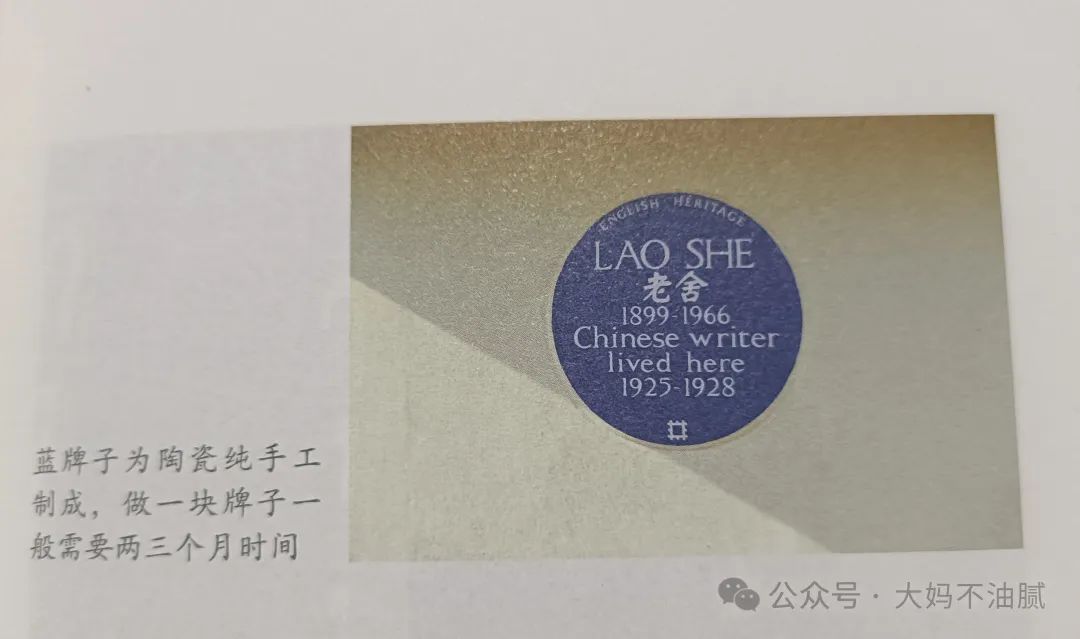 ENGLISH HERITAGE
LAO SHE
老舍
1899-1966
Chinese writer
lived here
1925-1928
蓝牌子为陶瓷纯手工
制成，做一块牌子一
般需要两三个月时间
公众号 · 大妈不油腻